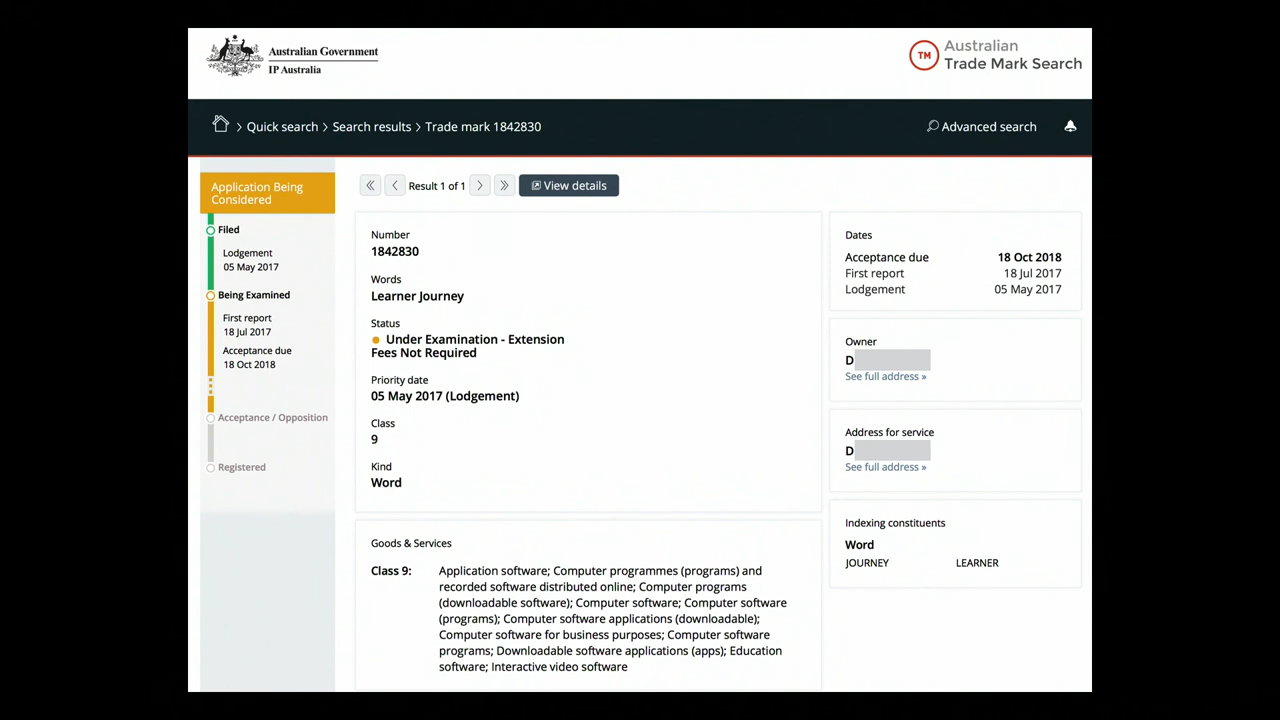 Australian Government
IP Australia
TM
Australian
Trade Mark Search
Quick search > Search results > Trade mark 1842830
Advanced search
Application Being
Considered
Filed
Lodgement
05 May 2017
Being Examined
First report
18 Jul 2017
Acceptance due
18 Oct 2018
Acceptance / Opposition
Registered
Result 1 of 1
View details
Number
1842830
Words
Learner Journey
Status
Under Examination - Extension
Fees Not Required
Priority date
05 May 2017 (Lodgement)
Class
9
Kind
Word
Goods & Services
Class 9: Application software; Computer programmes (programs) and
recorded software distributed online; Computer programs
(downloadable software); Computer software; Computer software
(programs); Computer software applications (downloadable);
Computer software for business purposes; Computer software
programs; Downloadable software applications (apps); Education
software; Interactive video software
Dates
Acceptance due 18 Oct 2018
First report 18 Jul 2017
Lodgement 05 May 2017
Owner
D
See full address »
Address for service
D
See full address »
Indexing constituents
Word
JOURNEY LEARNER